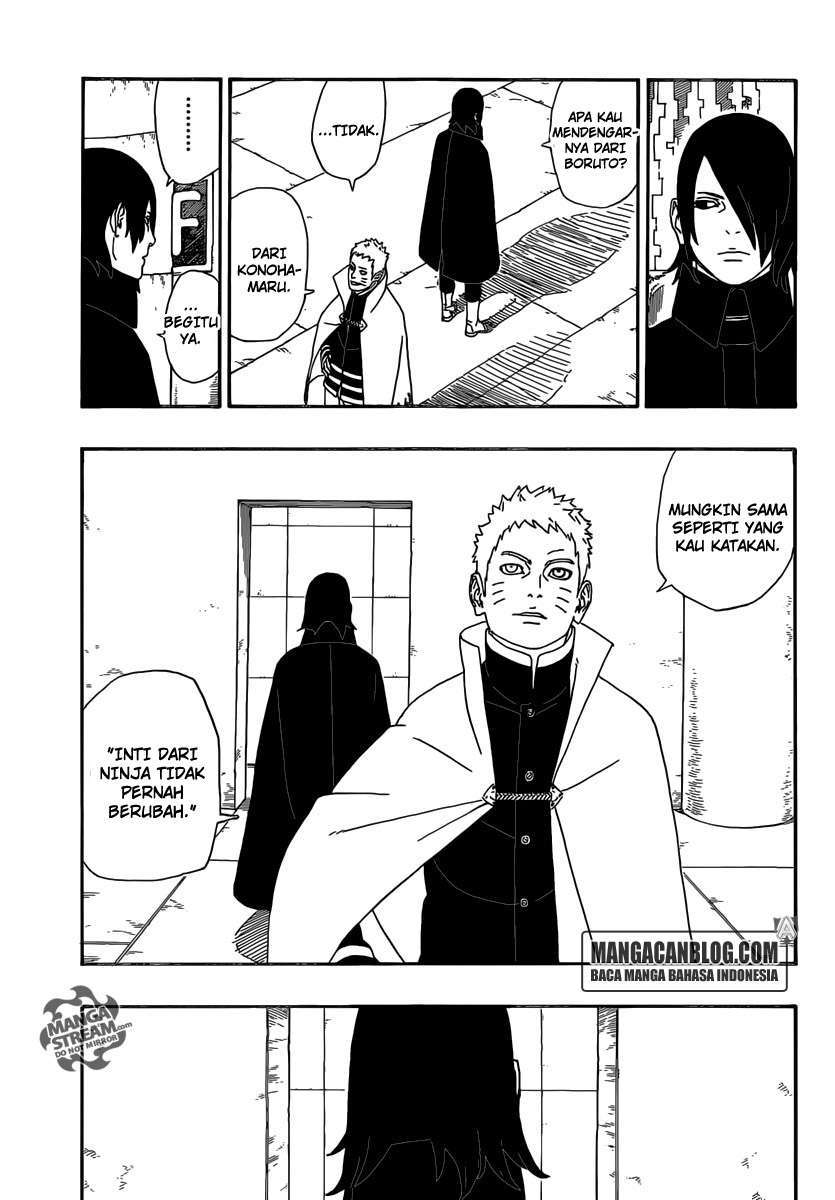 APA KAU
MENDENGAR-
NYA DARI
BORUTO?
...TIDAK.
DARI
KONOHA-
MARU.
.........
F
...
BEGITU
YA.
MUNGKIN SAMA
SEPERTI YANG
KAU KATAKAN.
"INTI DARI
NINJA TIDAK
PERNAH
BERUBAH."
MANGACANBLOG.COM
BACA MANGA BAHASA INDONESIA
MANGA
STREAM.com
DO NOT MIRROR